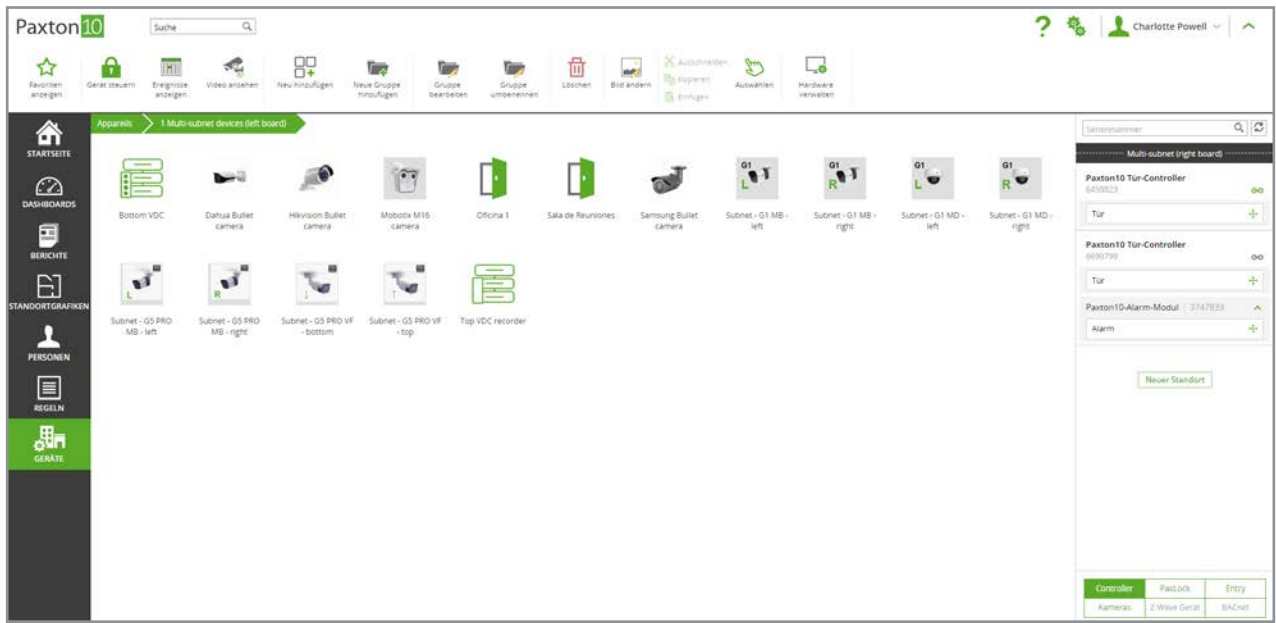 Paxton10
Suche
Charlotte Powell
Favoriten anzeigen
Gerät steuern
Ereignisse anzeigen
Video ansehen
Neu hinzufügen
Neue Gruppe hinzufügen
Gruppe bearbeiten
Gruppe umbenennen
Löschen
Bild ändern
Ausschneiden
Kopieren
Einfügen
Auswählen
Hardware verwalten
STARTSEITE
DASHBOARDS
BERICHTE
STANDORTGRAFIKEN
PERSONEN
REGELN
GERÄTE
Appareils
1 Multi-subnet devices (left board)
Bottom VDC
Dahua Bullet camera
Hikvision Bullet camera
Mobotix M16 camera
Oficina 1
Sala de Reuniones
Samsung Bullet camera
G1 L
Subnet - G1 MB - left
G1 R
Subnet - G1 MB - right
G1 L
Subnet - G1 MD - left
G1 R
Subnet - G1 MD - right
L
Subnet - G5 PRO MB - left
R
Subnet - G5 PRO MB - right
Subnet - G5 PRO VF - bottom
Subnet - G5 PRO VF - top
Top VDC recorder
Seriennummer
Multi-subnet (right board)
Paxton10 Tür-Controller
6459823
Tür
Paxton10 Tür-Controller
6690790
Tür
Paxton10-Alarm-Modul | 3747833
Alarm
Neuer Standort
Controller
PaxLock
Entry
Kameras
Z-Wave Gerät
BACnet